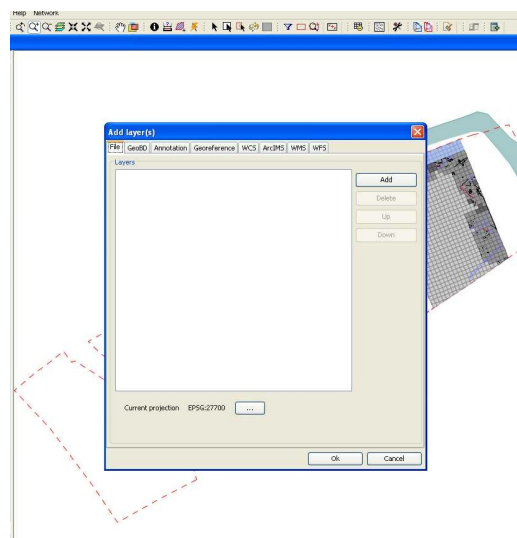 Help Network
Add layer(s)
File GeoBD Annotation Georeference WCS ArcIMS WMS WFS
Layers
Add
Delete
Up
Down
Current projection EPSG:27700 ...
Ok Cancel